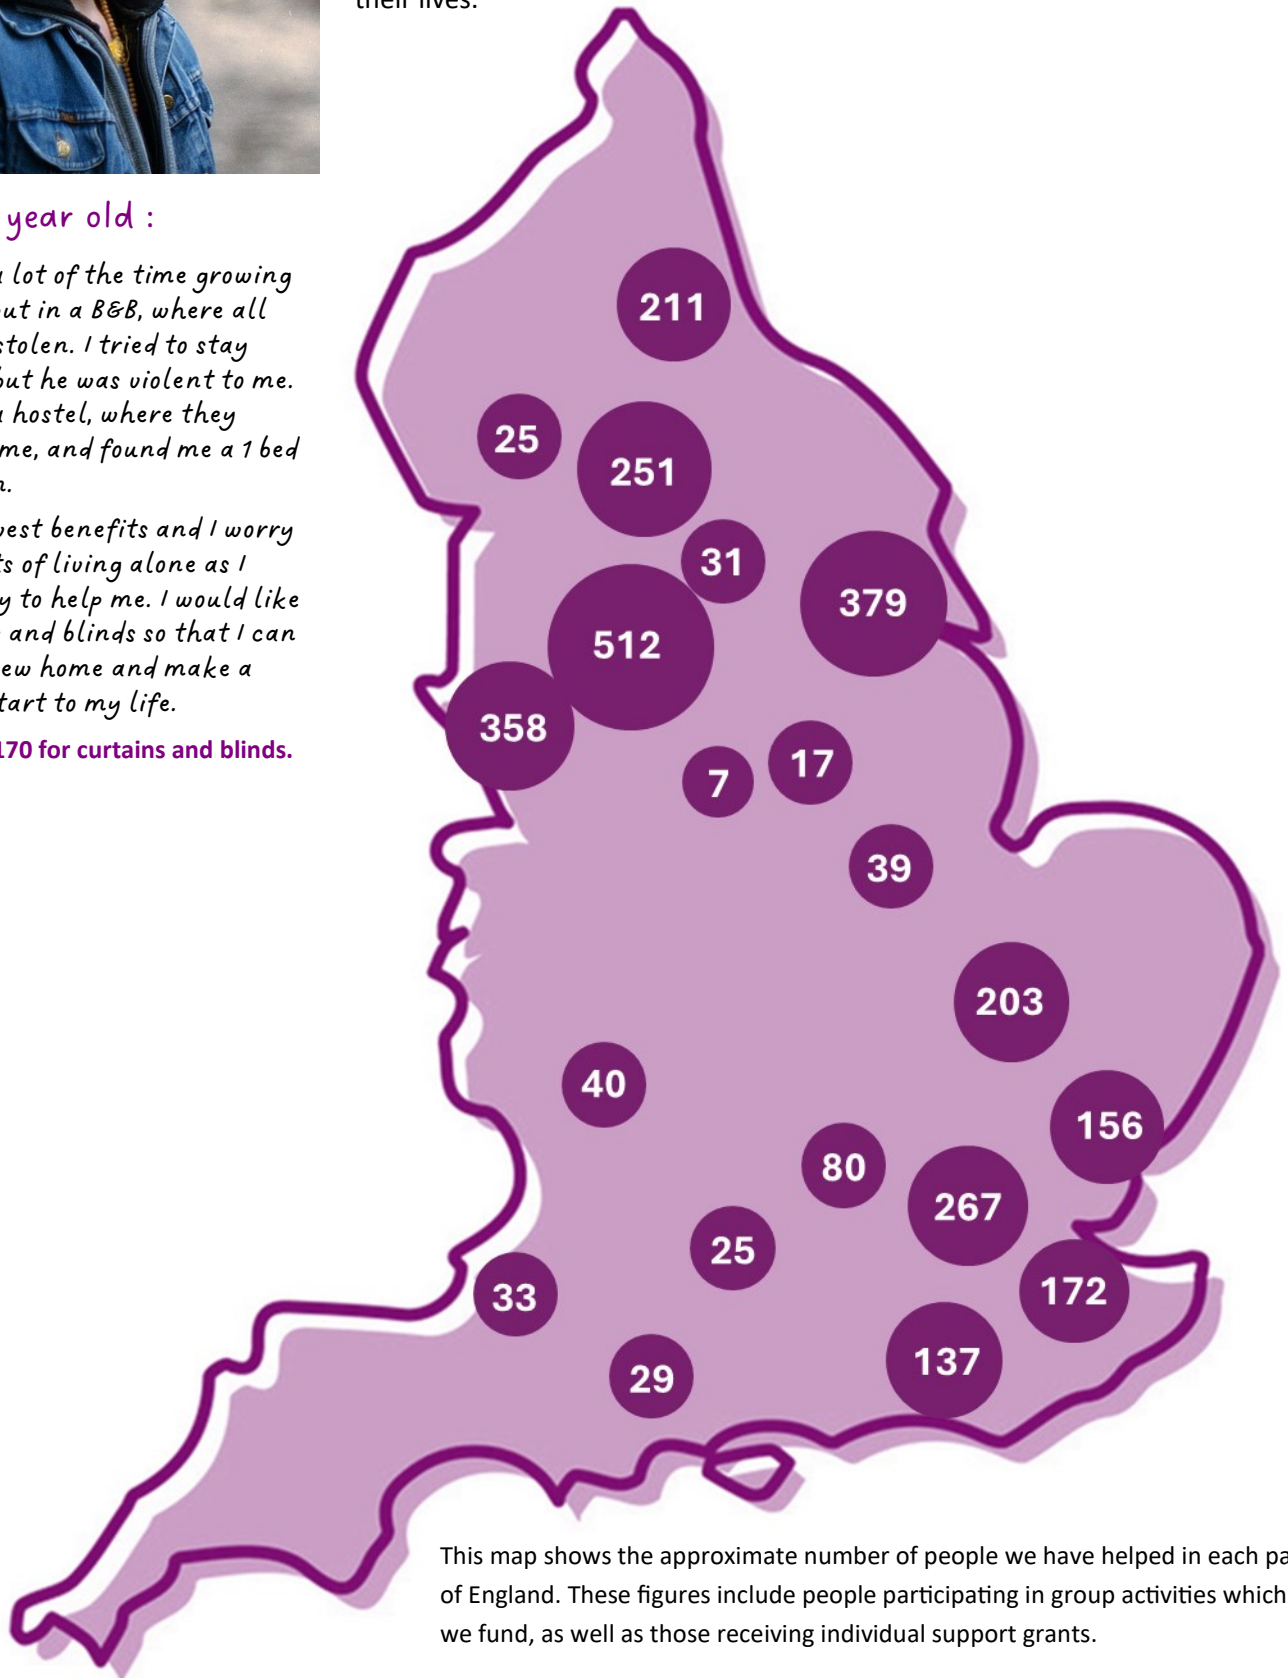 their lives.
year old :
a lot of the time growing
out in a B&B, where all
stolen. I tried to stay
but he was violent to me.
a hostel, where they
me, and found me a 1 bed
n.
vest benefits and I worry
ts of living alone as I
y to help me. I would like
and blinds so that I can
ew home and make a
tart to my life.
170 for curtains and blinds.
211
25
251
31
379
512
358
7
17
39
203
40
156
80
267
25
172
33
137
29
This map shows the approximate number of people we have helped in each pa
of England. These figures include people participating in group activities which
we fund, as well as those receiving individual support grants.